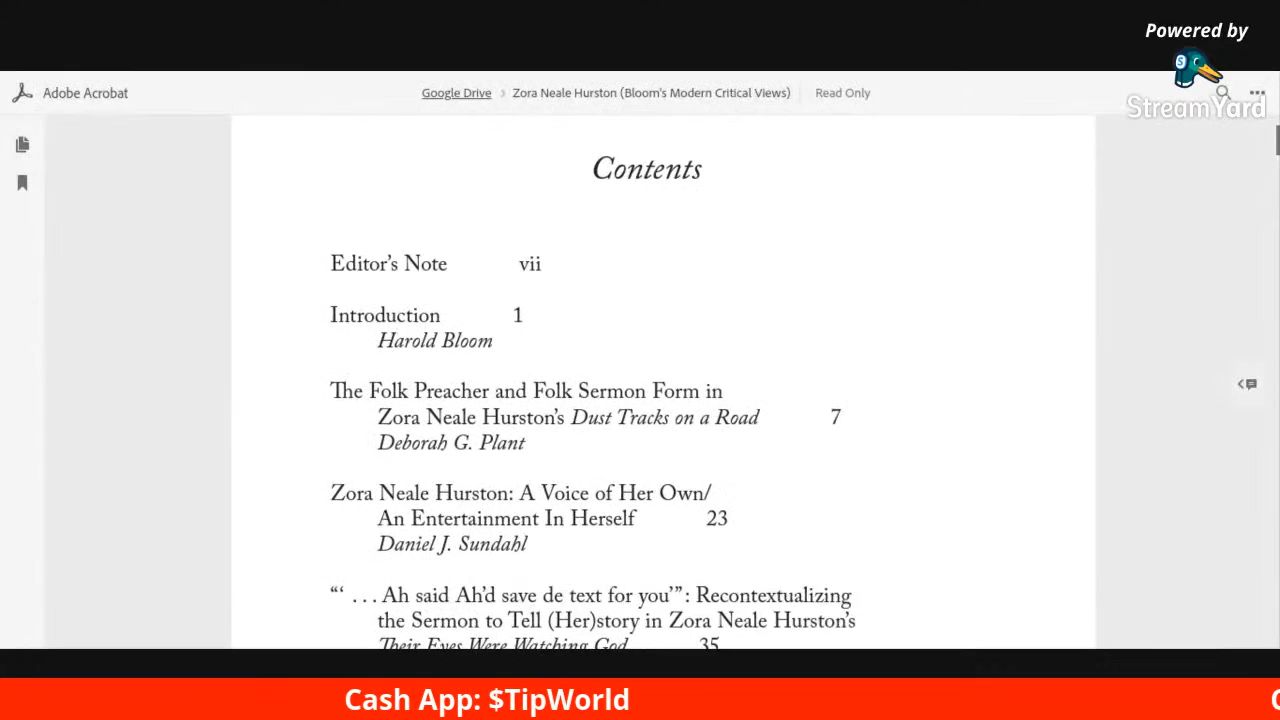 Powered by
StreamYard
Adobe Acrobat
Google Drive > Zora Neale Hurston (Bloom's Modern Critical Views) Read Only
Contents
Editor's Note vii
Introduction 1
Harold Bloom
The Folk Preacher and Folk Sermon Form in
Zora Neale Hurston's Dust Tracks on a Road 7
Deborah G. Plant
Zora Neale Hurston: A Voice of Her Own/
An Entertainment In Herself 23
Daniel J. Sundahl
"' . . . Ah said Ah'd save de text for you'": Recontextualizing
the Sermon to Tell (Her)story in Zora Neale Hurston's
Their Eyes Were Watching God 35
Cash App: $TipWorld